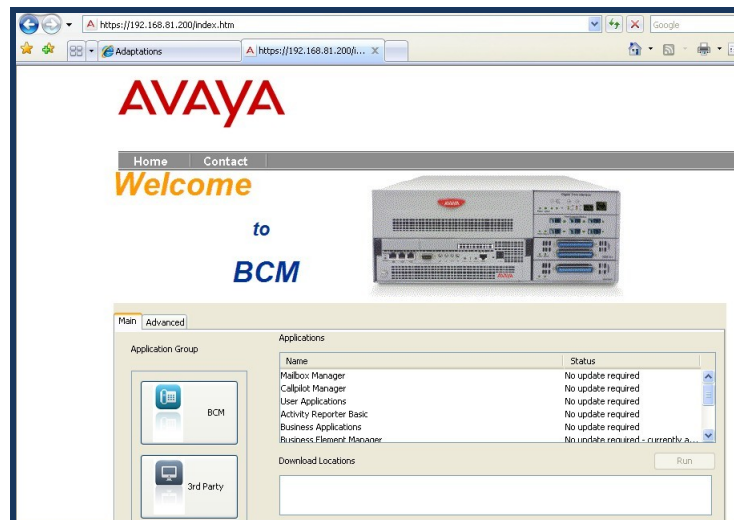 https://192.168.81.200/index.htm
Google
Adaptations
https://192.168.81.200/i... X
AVAYA
Home Contact
Welcome
to
BCM
AVAYA
AVAYA
Main Advanced
Application Group
Applications
Name Status
Mailbox Manager No update required
Callpilot Manager No update required
User Applications No update required
Activity Reporter Basic No update required
Business Applications No update required
Business Element Manager No update required - currently a...
BCM
Download Locations Run
3rd Party